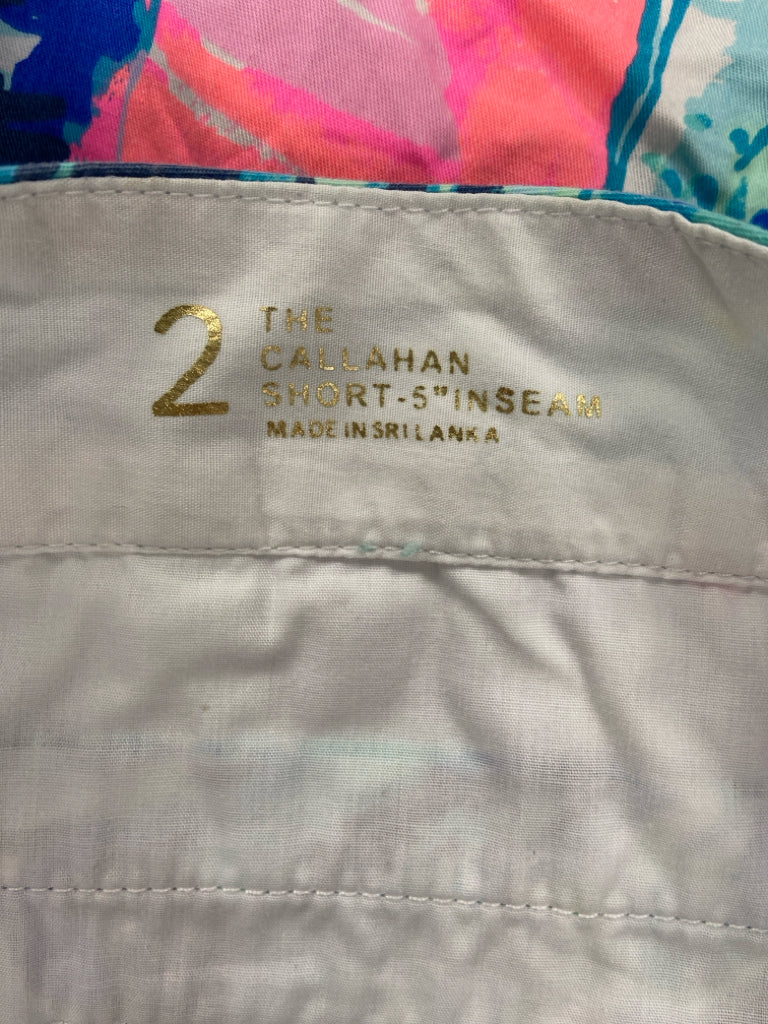 2
THE
CALLAHAN
SHORT-5" INSEAM
MADE IN SRI LANKA